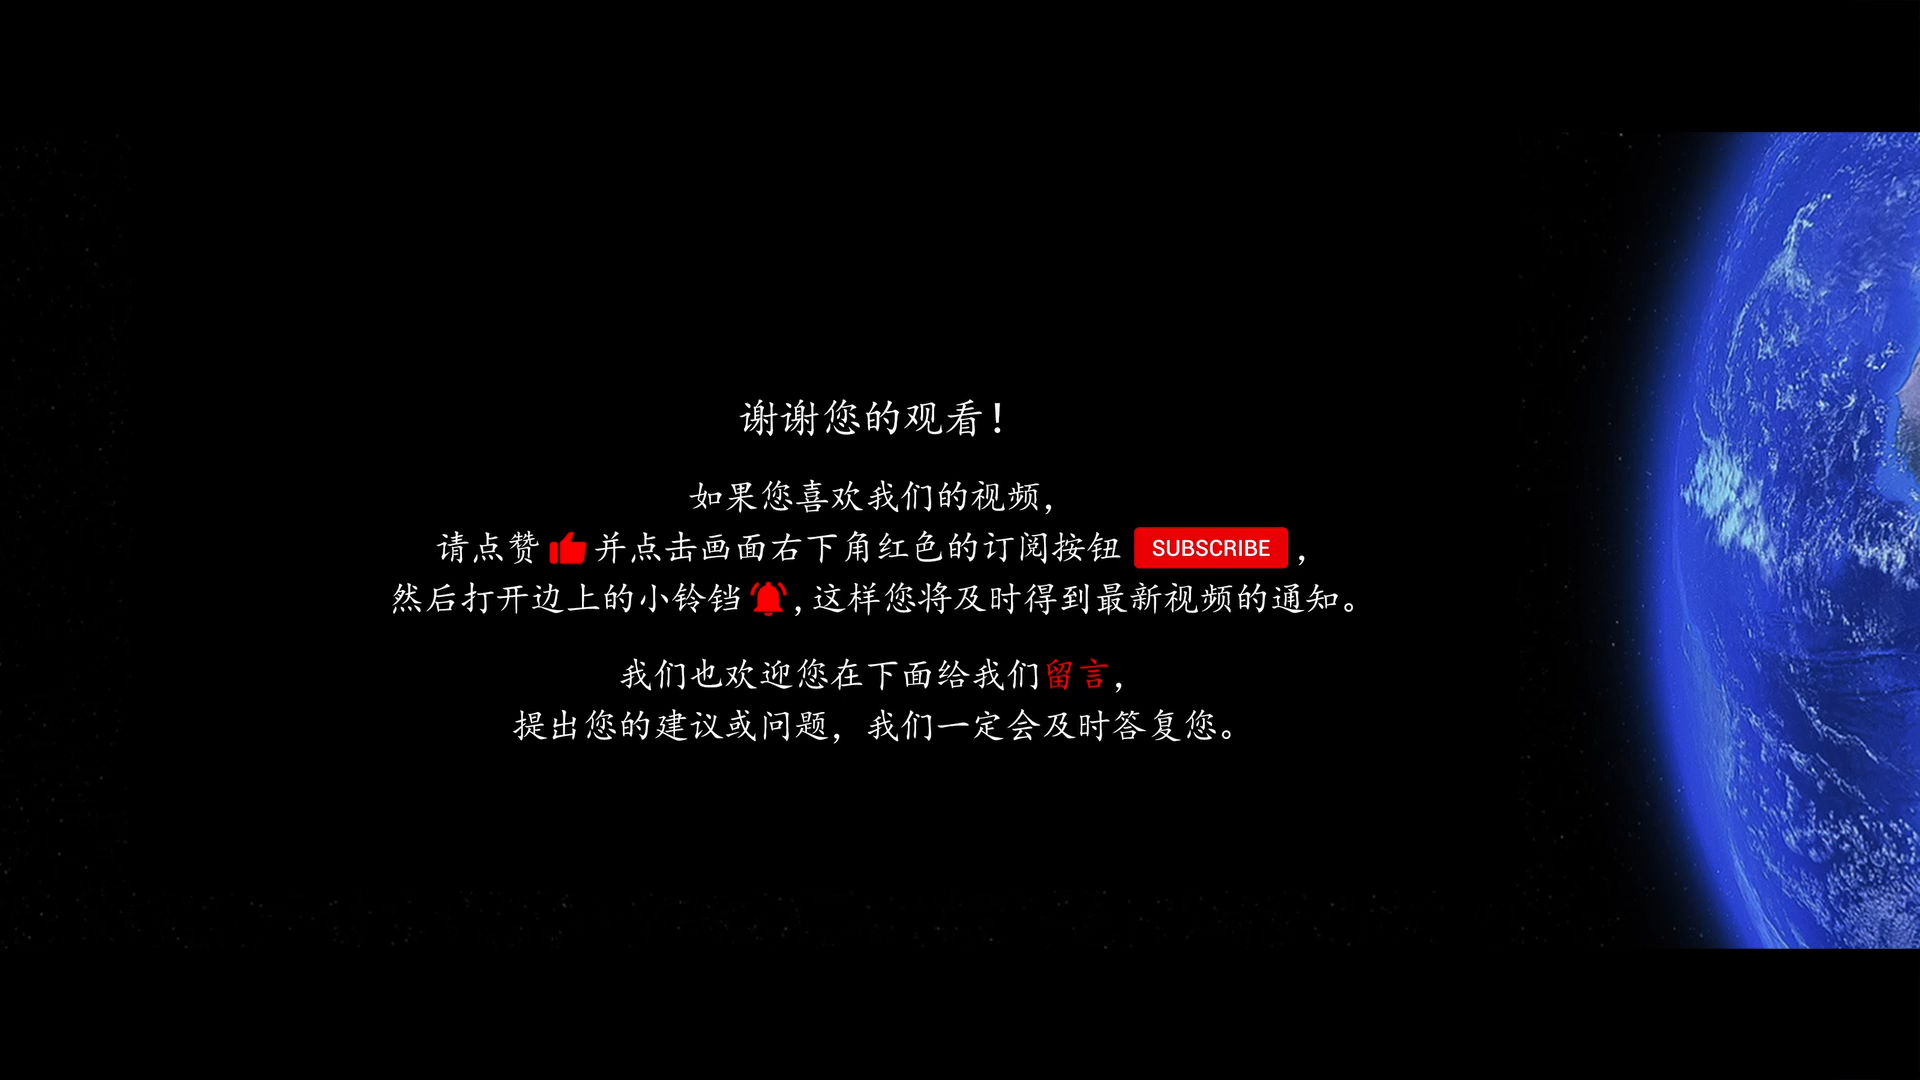 谢谢您的观看！
如果您喜欢我们的视频，
请点赞 并点击画面右下角红色的订阅按钮 SUBSCRIBE ，
然后打开边上的小铃铛 ，这样您将及时得到最新视频的通知。
我们也欢迎您在下面给我们留言，
提出您的建议或问题，我们一定会及时答复您。